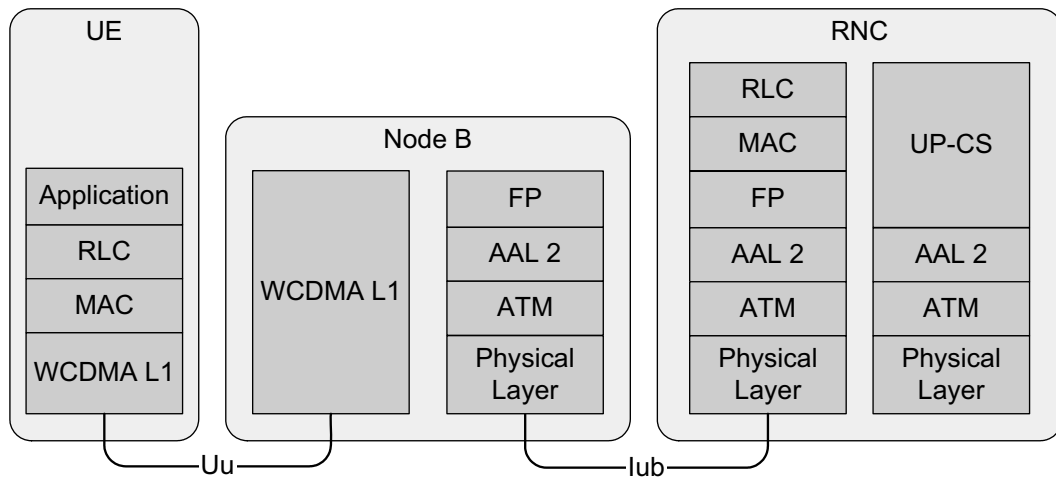 UE
Application
RLC
MAC
WCDMA L1
Node B
WCDMA L1
FP
AAL 2
ATM
Physical
Layer
RNC
RLC
MAC
FP
AAL 2
ATM
Physical
Layer
UP-CS
AAL 2
ATM
Physical
Layer
Uu
Iub